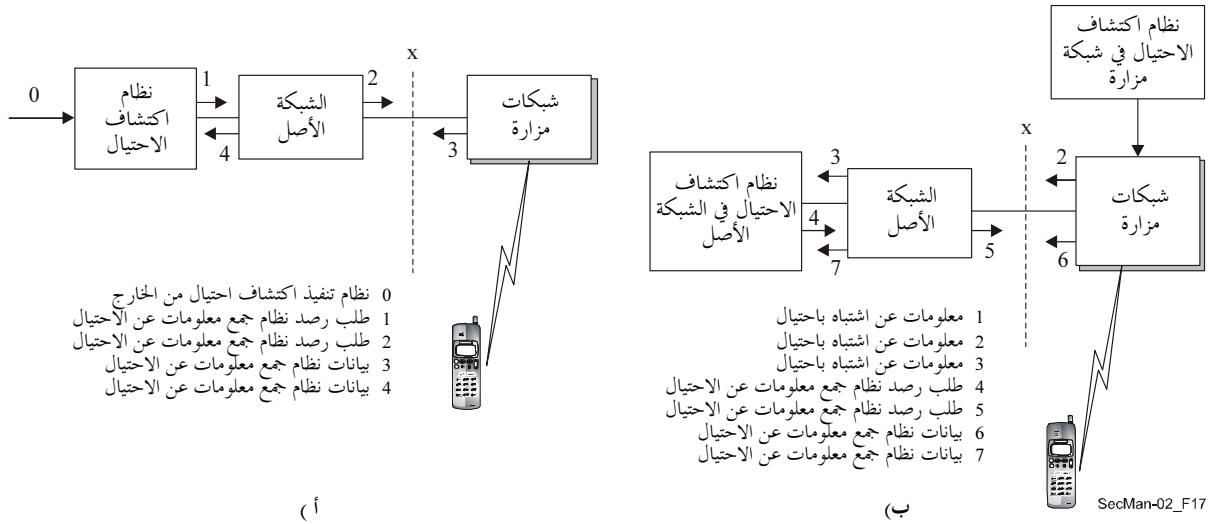 x
0
نظام
اكتشاف
الاحتيال
1
4
الشبكة
الأصل
2
3
شبكات
مزارة
0 نظام تنفيذ اكتشاف احتيال من الخارج
1 طلب رصد نظام جمع معلومات عن الاحتيال
2 طلب رصد نظام جمع معلومات عن الاحتيال
3 بيانات نظام جمع معلومات عن الاحتيال
4 بيانات نظام جمع معلومات عن الاحتيال
أ )
نظام اكتشاف
الاحتيال في شبكة
مزارة
x
نظام اكتشاف
الاحتيال في الشبكة
الأصل
3
4
7
الشبكة
الأصل
5
2
6
شبكات
مزارة
1 معلومات عن اشتباه باحتيال
2 معلومات عن اشتباه باحتيال
3 معلومات عن اشتباه باحتيال
4 طلب رصد نظام جمع معلومات عن الاحتيال
5 طلب رصد نظام جمع معلومات عن الاحتيال
6 بيانات نظام جمع معلومات عن الاحتيال
7 بيانات نظام جمع معلومات عن الاحتيال
ب)
SecMan-02_F17